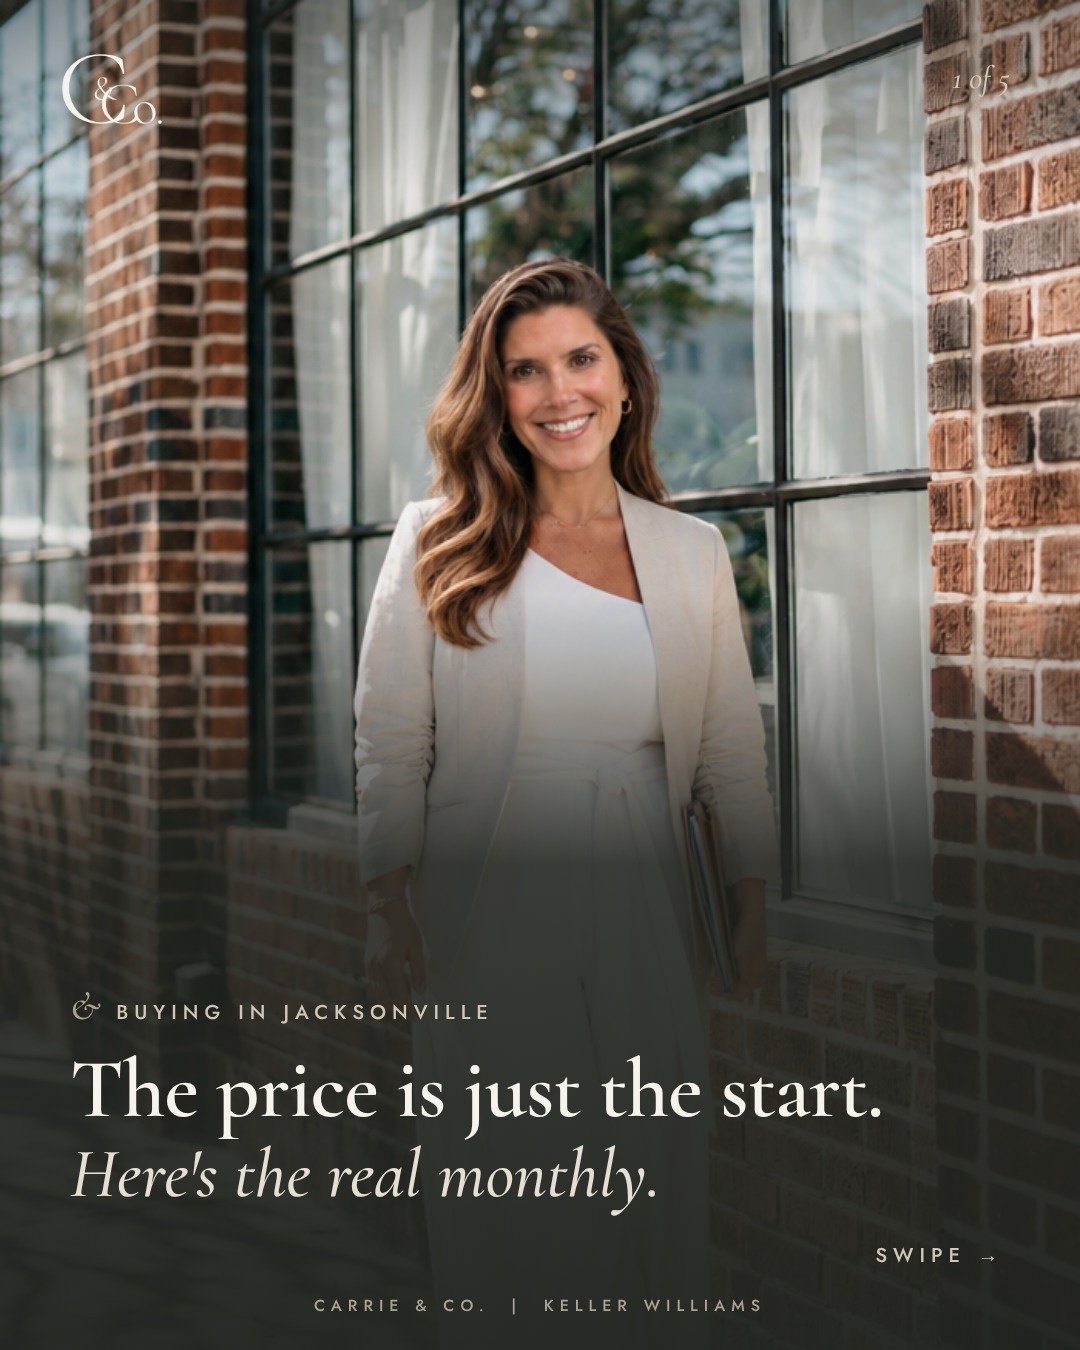 C&Co.
1 of 5
& BUYING IN JACKSONVILLE
The price is just the start.
Here's the real monthly.
SWIPE →
CARRIE & CO. | KELLER WILLIAMS